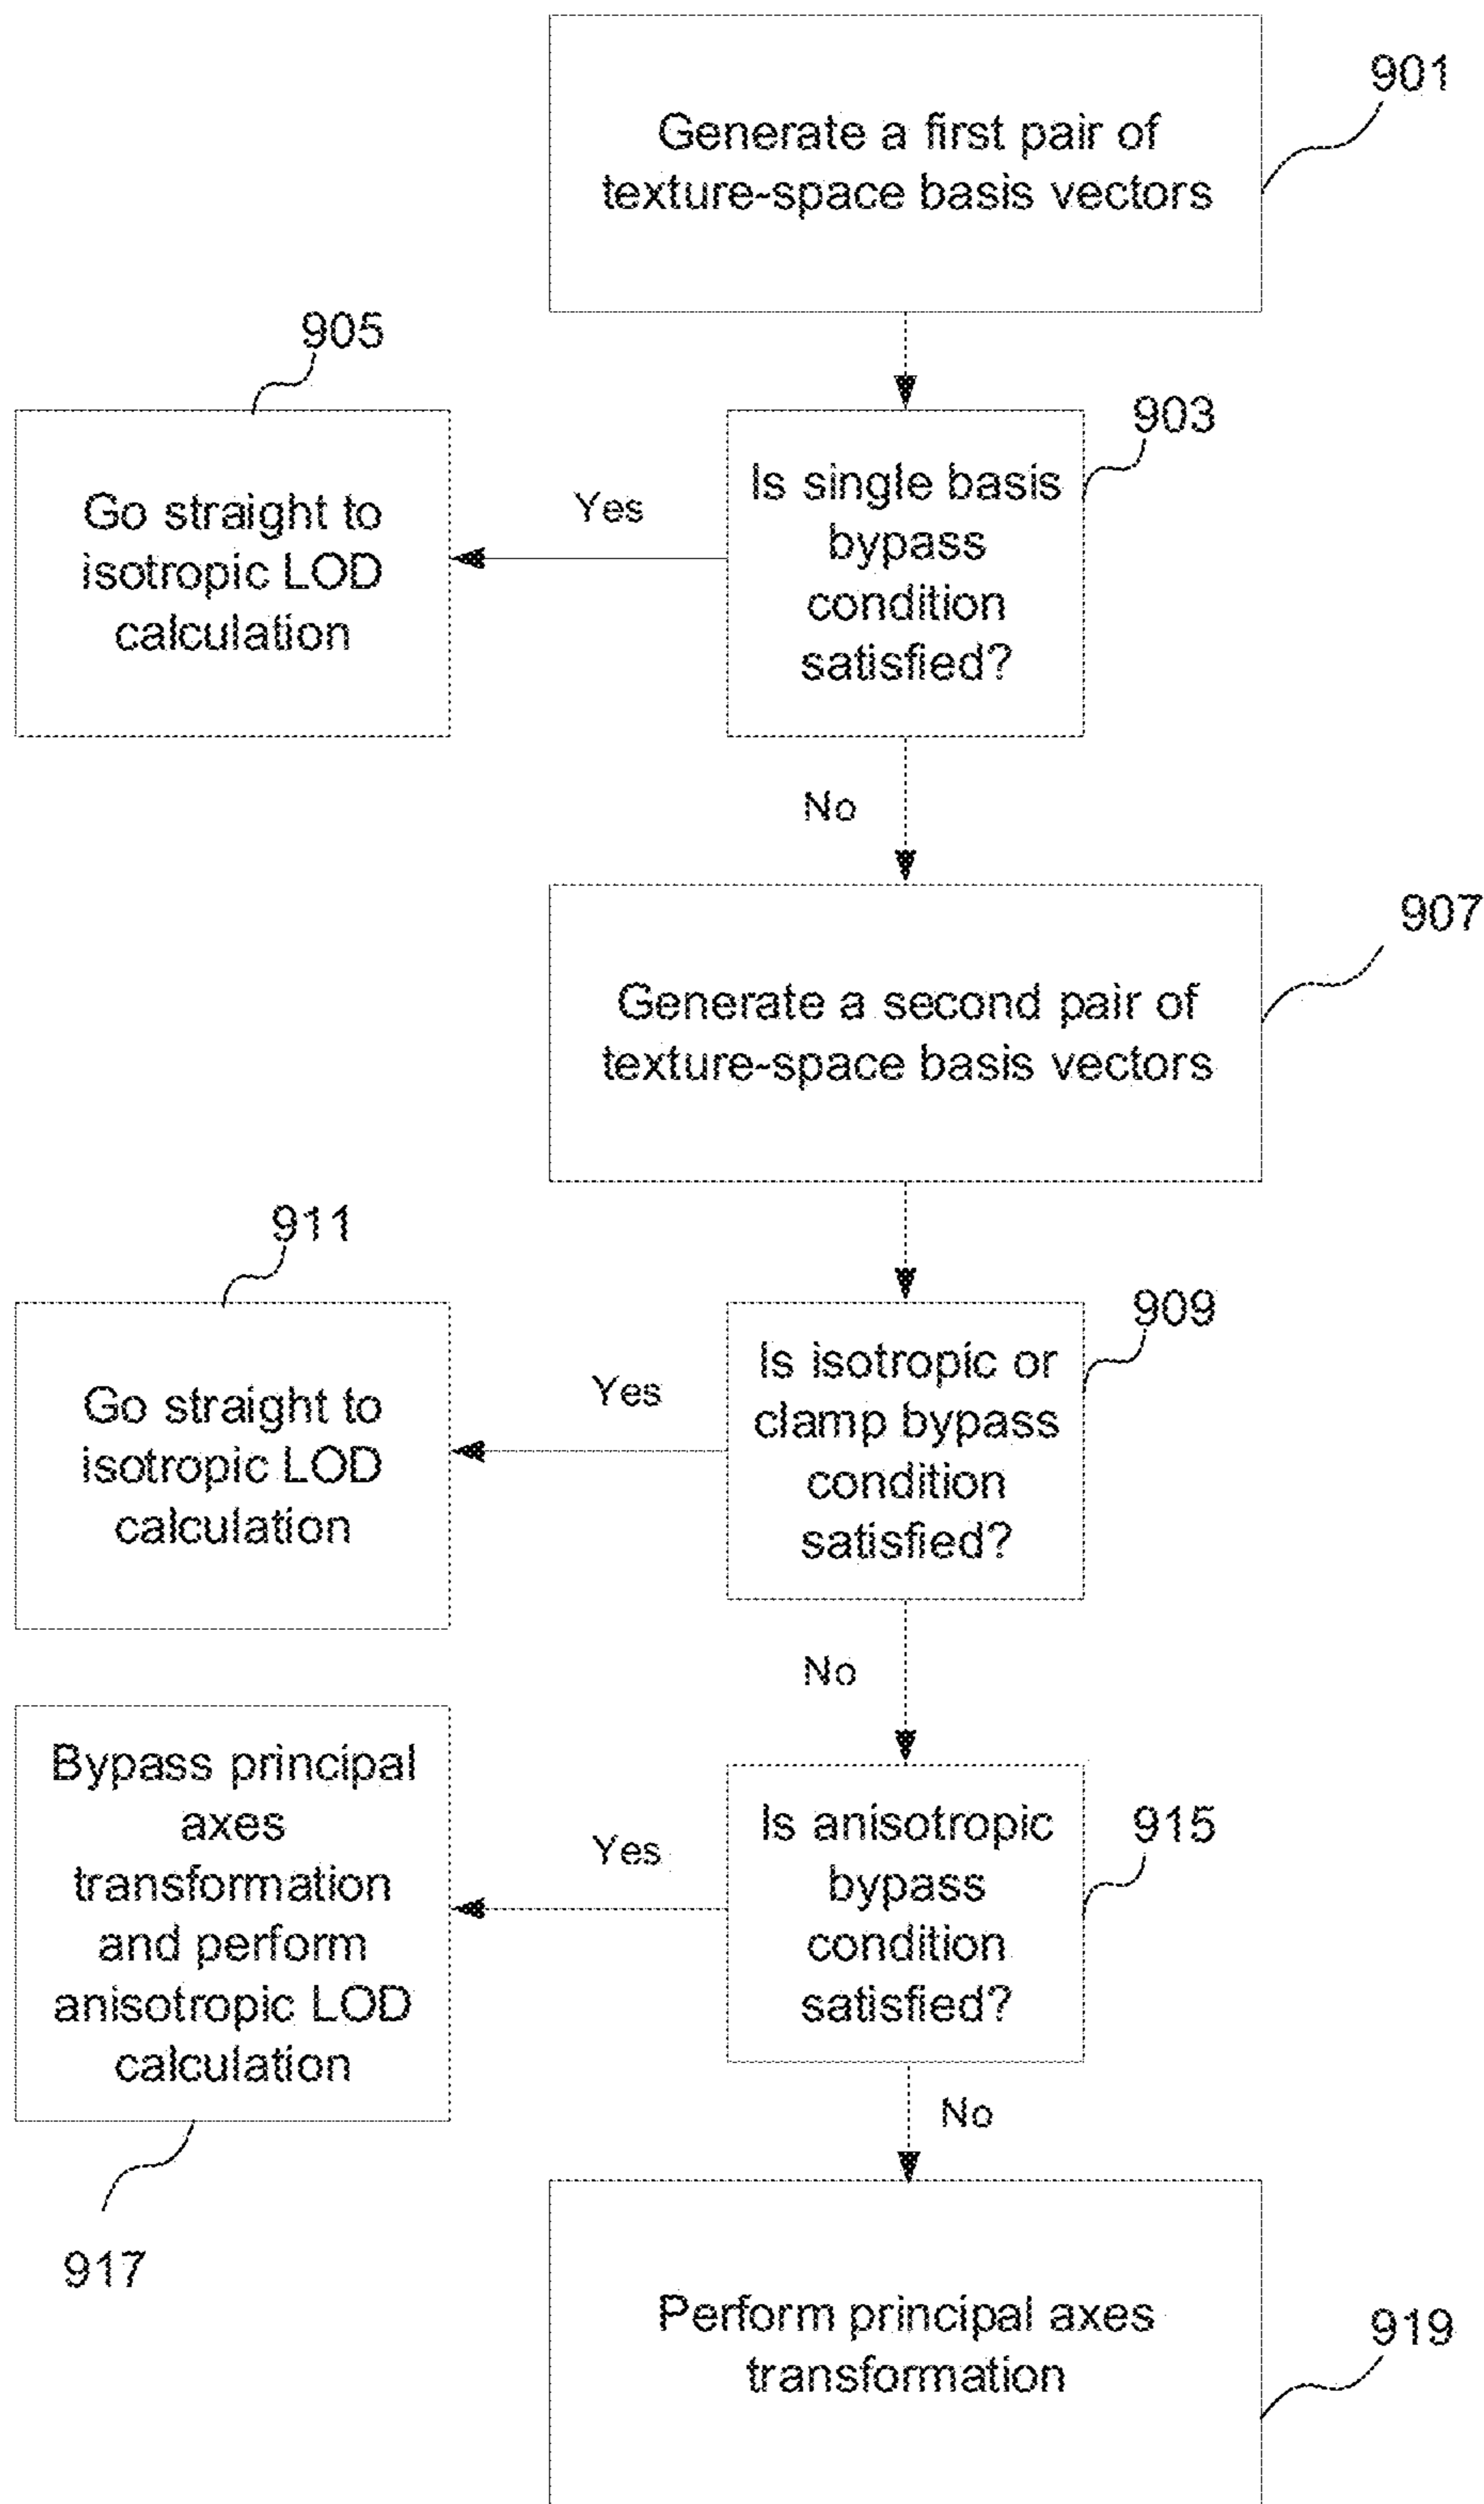 Generate a first pair of
texture-space basis vectors
901
905
903
Go straight to
isotropic LOD
calculation
Yes
Is single basis
bypass
condition
satisfied?
No
907
Generate a second pair of
texture-space basis vectors
911
909
Go straight to
isotropic LOD
calculation
Yes
Is isotropic or
clamp bypass
condition
satisfied?
No
Bypass principal
axes
transformation
and perform
anisotropic LOD
calculation
Yes
Is anisotropic
bypass
condition
satisfied?
915
No
917
Perform principal axes
transformation
919